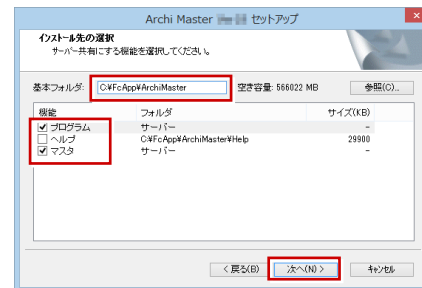 Archi Master セットアップ
インストール先の選択
サーバー共有にする機能を選択してください。
基本フォルダ: C:¥FcApp¥ArchiMaster 空き容量: 566022 MB 参照(C)...
機能 フォルダ サイズ(KB)
プログラム サーバー -
ヘルプ C:¥FcApp¥ArchiMaster¥Help 29900
マスタ サーバー -
< 戻る(B) 次へ(N) > キャンセル